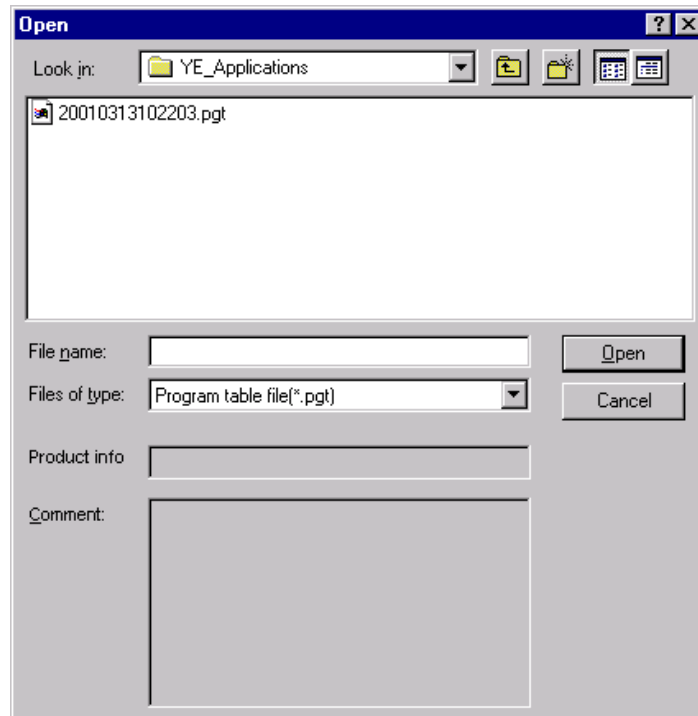 Open
Look in: YE_Applications
20010313102203.pgt
File name: Open
Files of type: Program table file(*.pgt) Cancel
Product info
Comment: